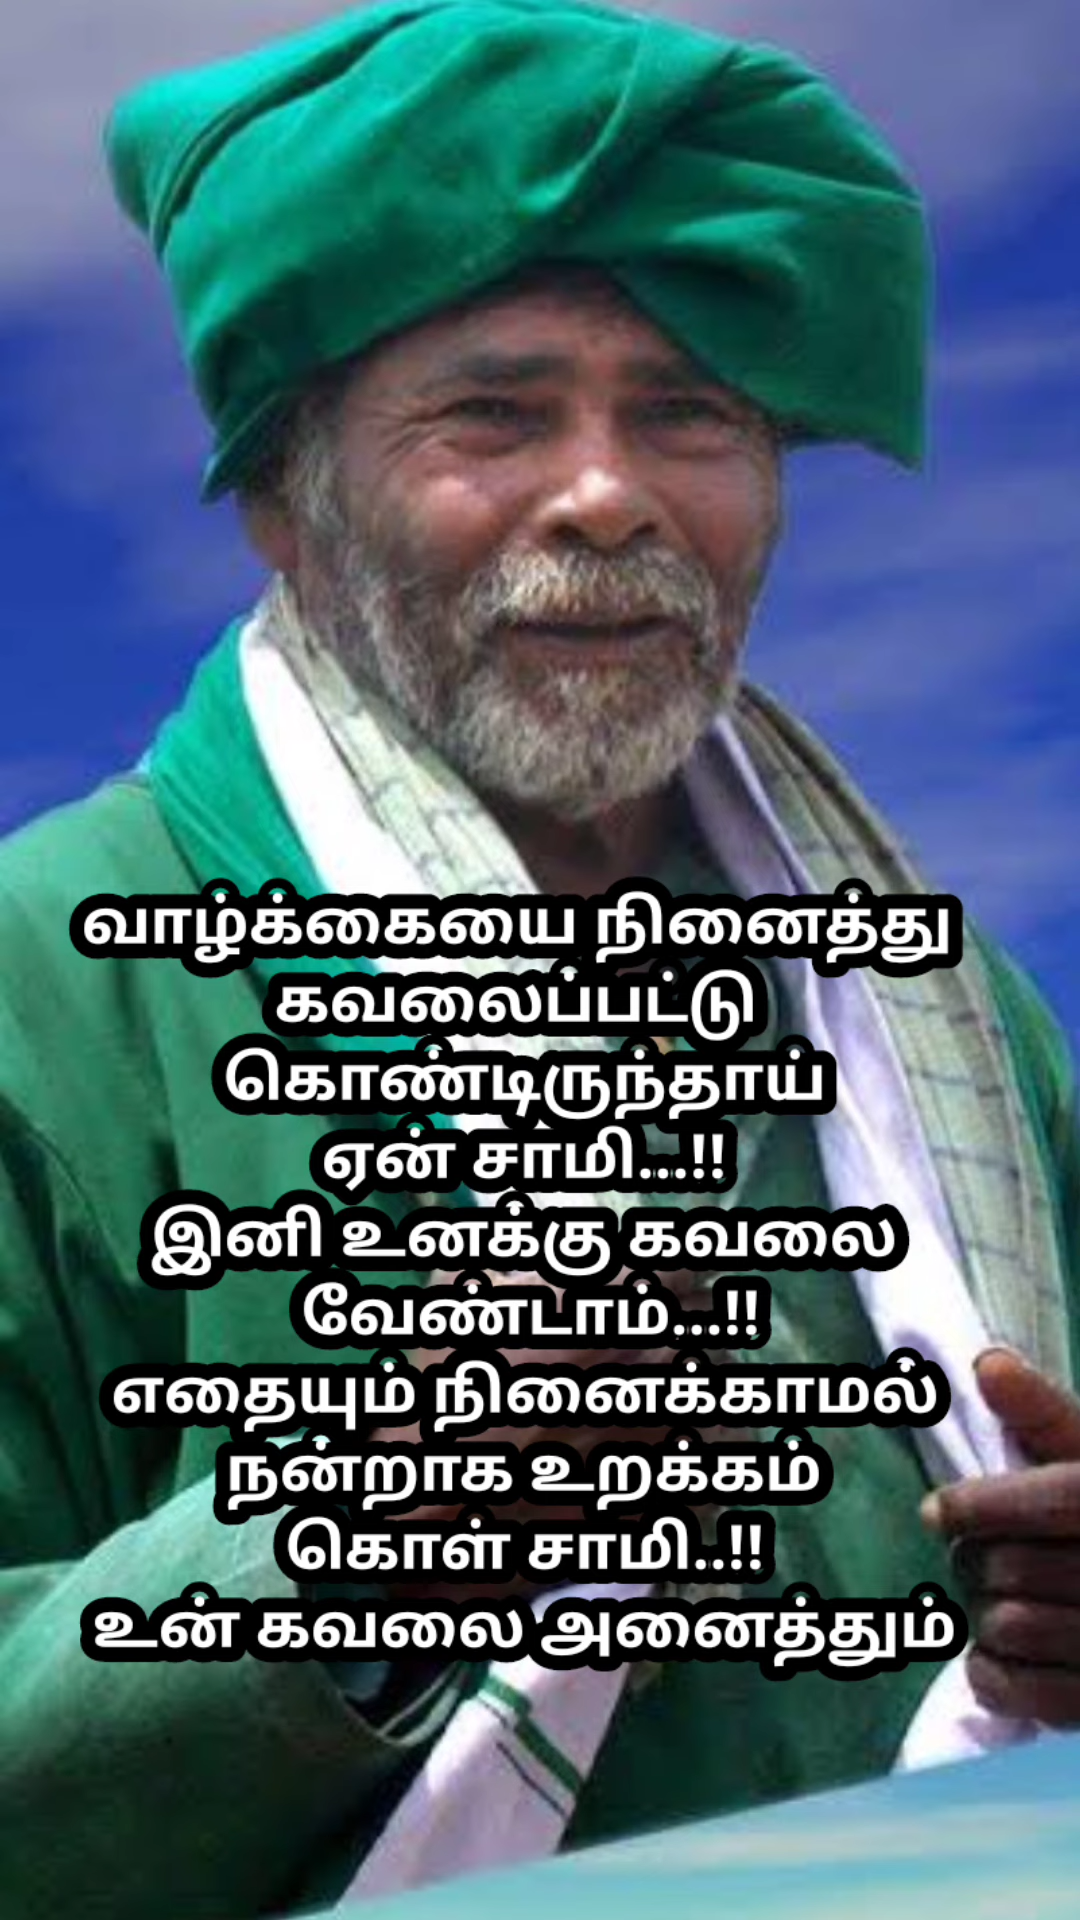 வாழ்க்கையை நினைத்து
கவலைப்பட்டு
கொண்டிருந்தாய்
ஏன் சாமி...!!
இனி உனக்கு கவலை
வேண்டாம்...!!
எதையும் நினைக்காமல்
நன்றாக உறக்கம்
கொள் சாமி..!!
உன் கவலை அனைத்தும்